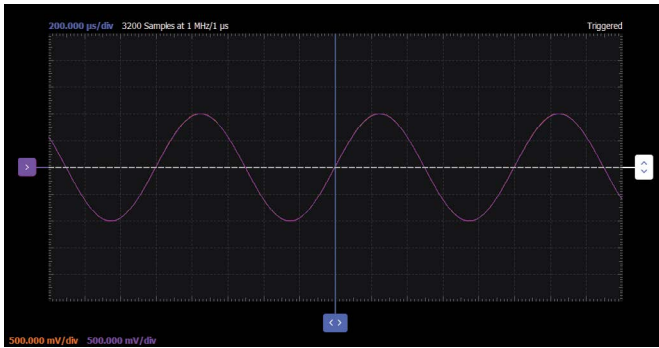 200.000 µs/div 3200 Samples at 1 MHz/1 µs Triggered
500.000 mV/div 500.000 mV/div